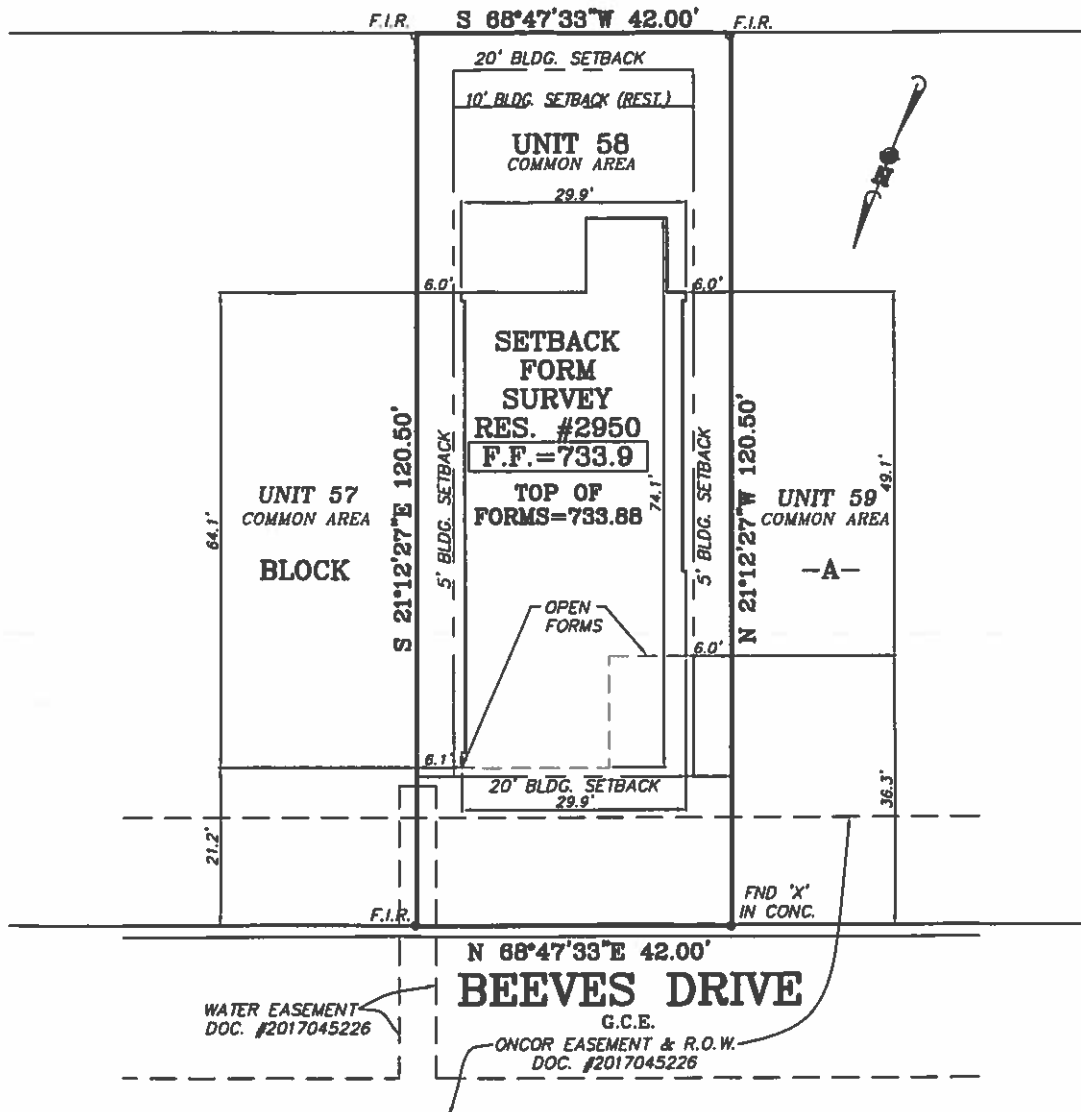 F.I.R.
S 68°47'33"W 42.00'
F.I.R.
20' BLDG. SETBACK
10' BLDG. SETBACK (REST.)
UNIT 58
COMMON AREA
N
29.9'
6.0'
6.0'
SETBACK
FORM
SURVEY
RES. #2950
F.F.=733.9
TOP OF
FORMS=733.88
74.1'
64.1'
UNIT 57
COMMON AREA
BLOCK
S 21°12'27"E 120.50'
5' BLDG. SETBACK
5' BLDG. SETBACK
N 21°12'27"W 120.50'
UNIT 59
COMMON AREA
-A-
49.1'
OPEN
FORMS
6.0'
6.1'
20' BLDG. SETBACK
29.9'
21.2'
36.3'
F.I.R.
FND 'X'
IN CONC.
N 68°47'33"E 42.00'
BEEVES DRIVE
G.C.E.
WATER EASEMENT
DOC. #2017045226
ONCOR EASEMENT & R.O.W.
DOC. #2017045226